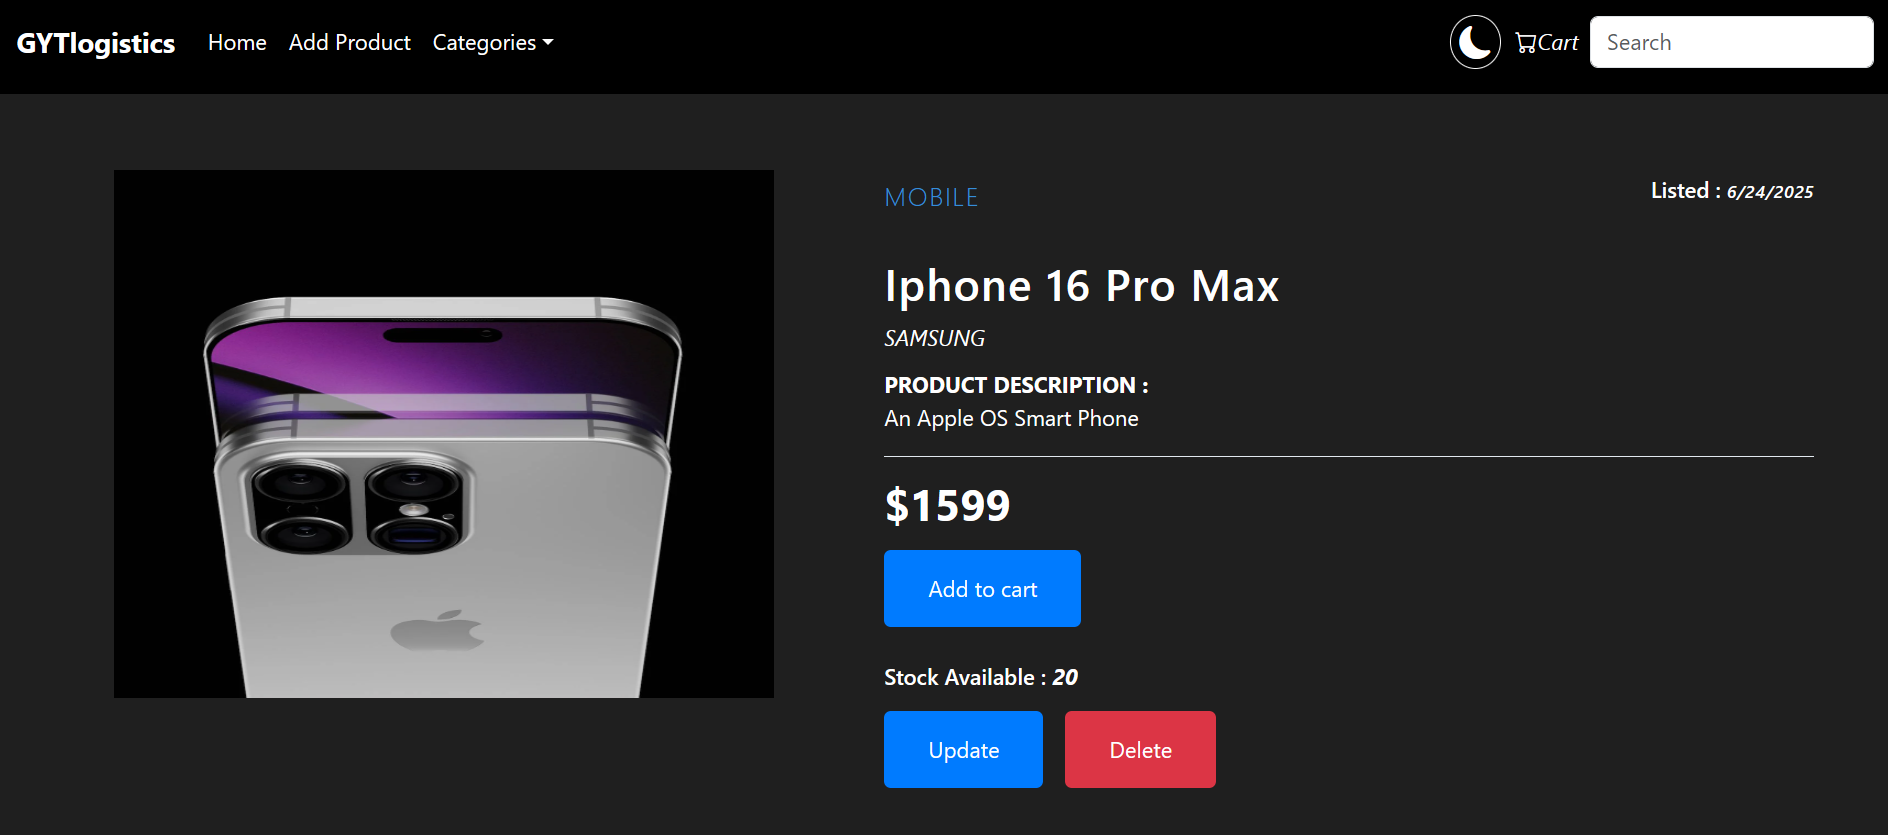 GYTlogistics Home Add Product Categories Cart Search
MOBILE
Listed : 6/24/2025
Iphone 16 Pro Max
SAMSUNG
PRODUCT DESCRIPTION :
An Apple OS Smart Phone
$1599
Add to cart
Stock Available : 20
Update Delete